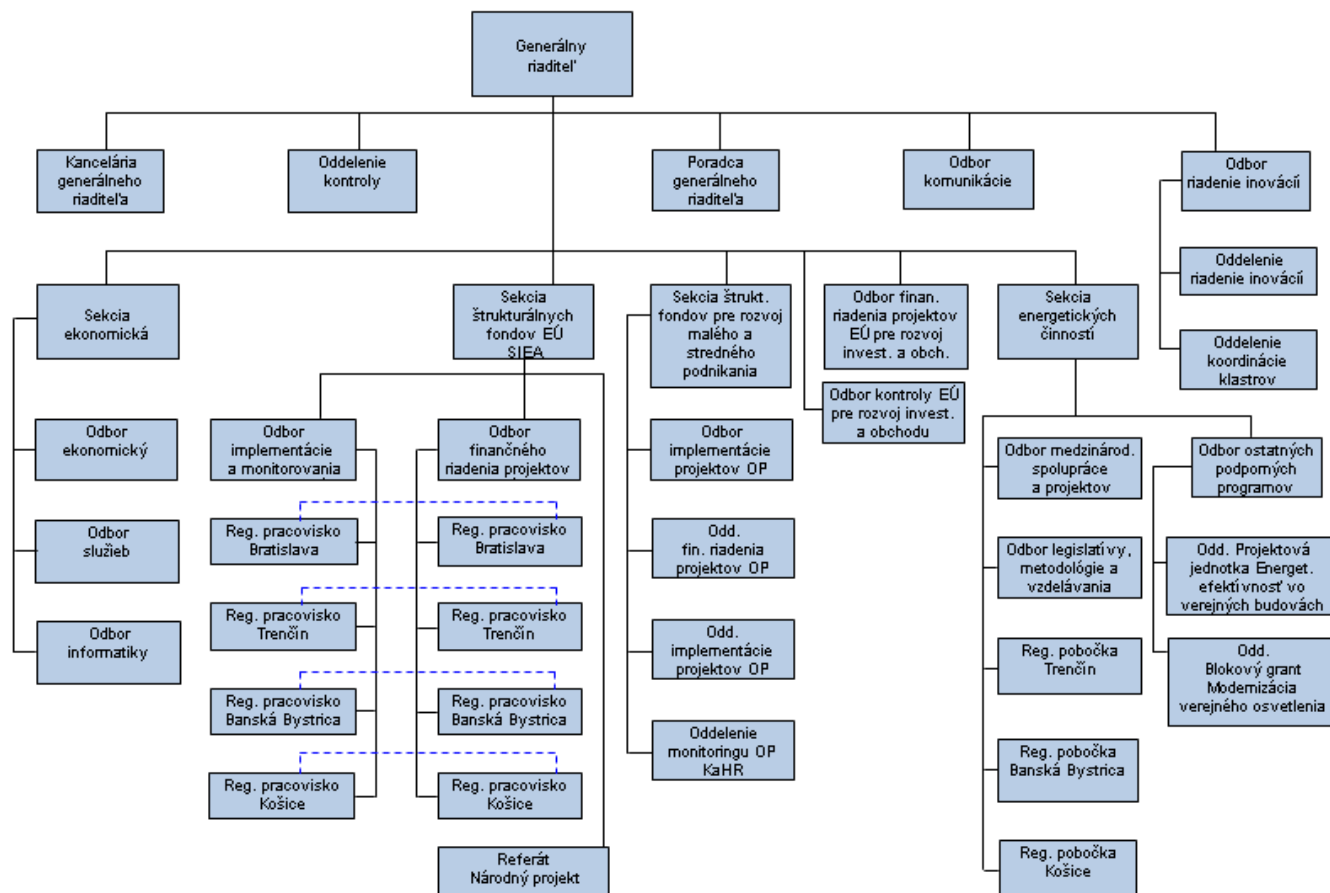 Generálny
riaditeľ
Kancelária
generálneho
riaditeľa
Oddelenie
kontroly
Poradca
generálneho
riaditeľa
Odbor
komunikácie
Odbor
riadenie inovácií
Oddelenie
riadenie inovácií
Oddelenie
koordinácie
klastrov
Sekcia
ekonomická
Odbor
ekonomický
Odbor
služieb
Odbor
informatiky
Sekcia
štrukturálnych
fondov EÚ
SIEA
Odbor
implementácie
a monitorovania
Reg. pracovisko
Bratislava
Reg. pracovisko
Trenčín
Reg. pracovisko
Banská Bystrica
Reg. pracovisko
Košice
Odbor
finančného
riadenia projektov
Reg. pracovisko
Bratislava
Reg. pracovisko
Trenčín
Reg. pracovisko
Banská Bystrica
Reg. pracovisko
Košice
Referát
Národný projekt
Sekcia štrukt.
fondov pre rozvoj
malého a
stredného
podnikania
Odbor
implementácie
projektov OP
Odd.
fin. riadenia
projektov OP
Odd.
implementácie
projektov OP
Oddelenie
monitoringu OP
KaHR
Odbor finan.
riadenia projektov
EÚ pre rozvoj
invest. a obch.
Odbor kontroly EÚ
pre rozvoj invest.
a obchodu
Sekcia
energetických
činností
Odbor medzinárod.
spolupráce
a projektov
Odbor legislatívy,
metodológie a
vzdelávania
Reg. pobočka
Trenčín
Reg. pobočka
Banská Bystrica
Reg. pobočka
Košice
Odbor ostatných
podporných
programov
Odd. Projektová
jednotka Energet.
efektívnosť vo
verejných budovách
Odd.
Blokový grant
Modernizácia
verejného osvetlenia